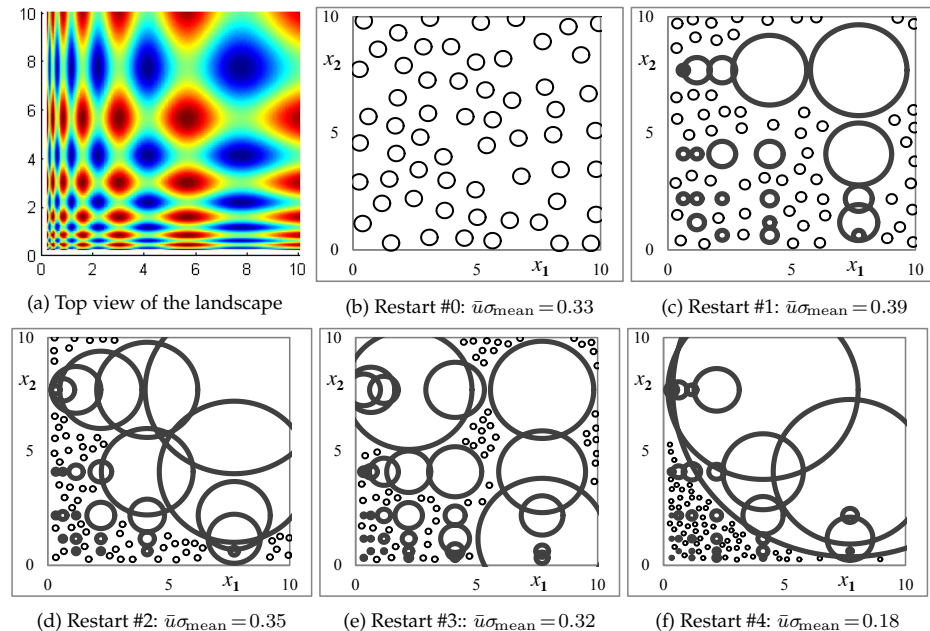 10
8
6
4
2
0
0 2 4 6 8 10
(a) Top view of the landscape
10
x₂
5
0
0 5 x₁ 10
(b) Restart #0: ūσmean = 0.33
10
x₂
5
0
0 5 x₁ 10
(c) Restart #1: ūσmean = 0.39
10
x₂
5
0
0 5 x₁ 10
(d) Restart #2: ūσmean = 0.35
10
x₂
5
0
0 5 x₁ 10
(e) Restart #3:: ūσmean = 0.32
10
x₂
5
0
0 5 x₁ 10
(f) Restart #4: ūσmean = 0.18